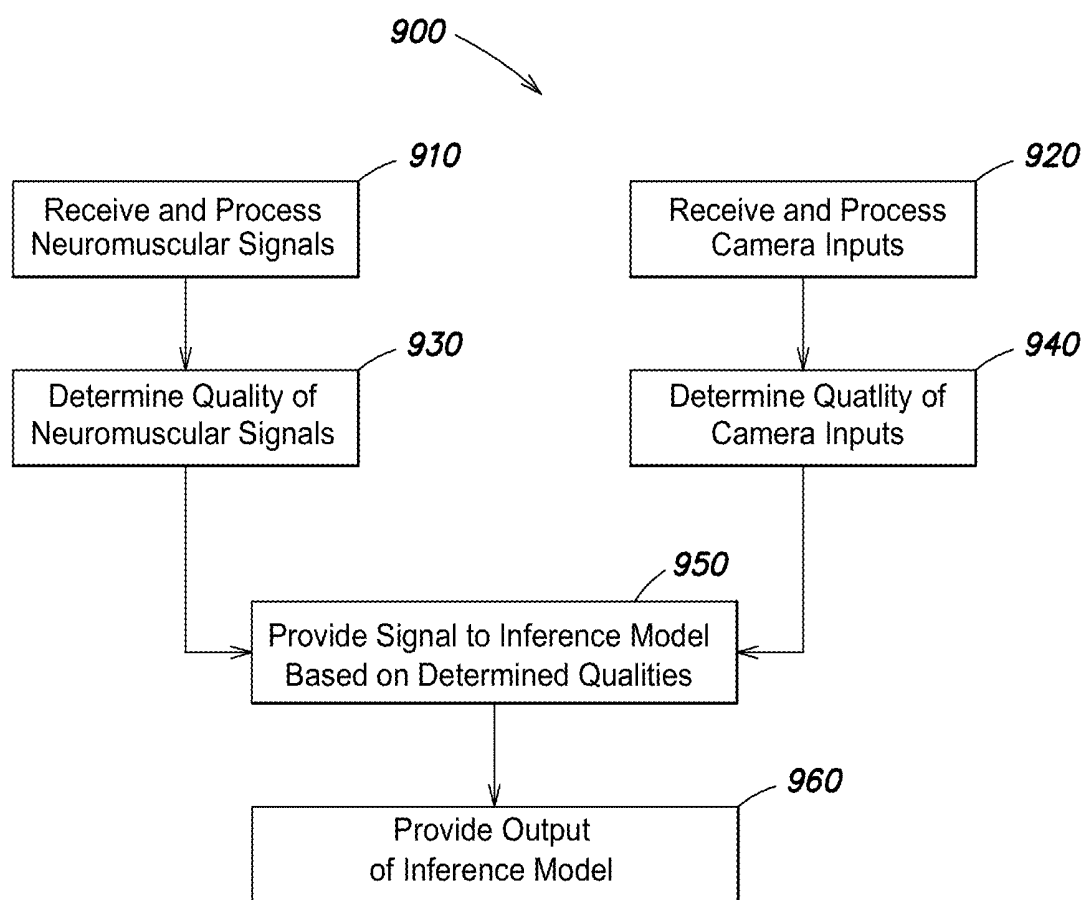 900
910
Receive and Process
Neuromuscular Signals
920
Receive and Process
Camera Inputs
930
Determine Quality of
Neuromuscular Signals
940
Determine Quatlity of
Camera Inputs
950
Provide Signal to Inference Model
Based on Determined Qualities
960
Provide Output
of Inference Model